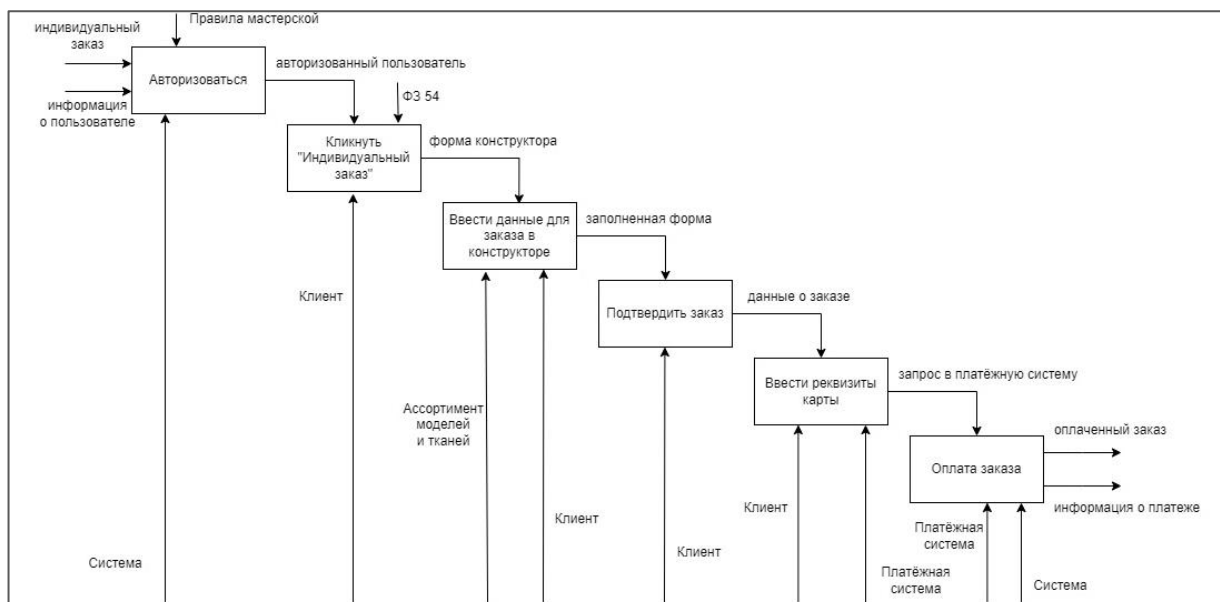 Правила мастерской
индивидуальный
заказ
Авторизоваться
авторизованный пользователь
информация
о пользователе
ФЗ 54
Кликнуть
"Индивидуальный
заказ"
форма конструктора
Ввести данные для
заказа в
конструкторе
заполненная форма
Клиент
Подтвердить заказ
данные о заказе
Ввести реквизиты
карты
запрос в платёжную систему
Ассортимент
моделей
и тканей
оплаченный заказ
Оплата заказа
информация о платеже
Клиент
Клиент
Платёжная
система
Клиент
Система
Платёжная
система
Система